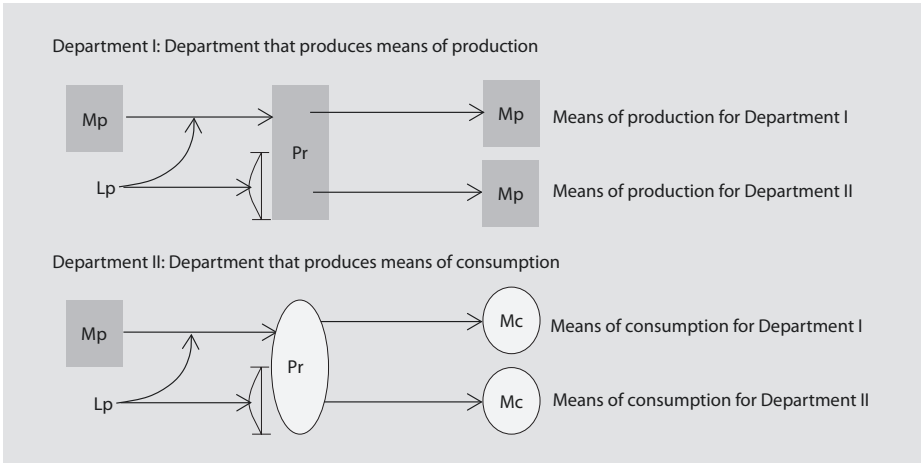 Department I: Department that produces means of production
Mp
Mp
Means of production for Department I
Pr
Lp
Mp
Means of production for Department II
Department II: Department that produces means of consumption
Mp
Mc
Means of consumption for Department I
Pr
Lp
Mc
Means of consumption for Department II